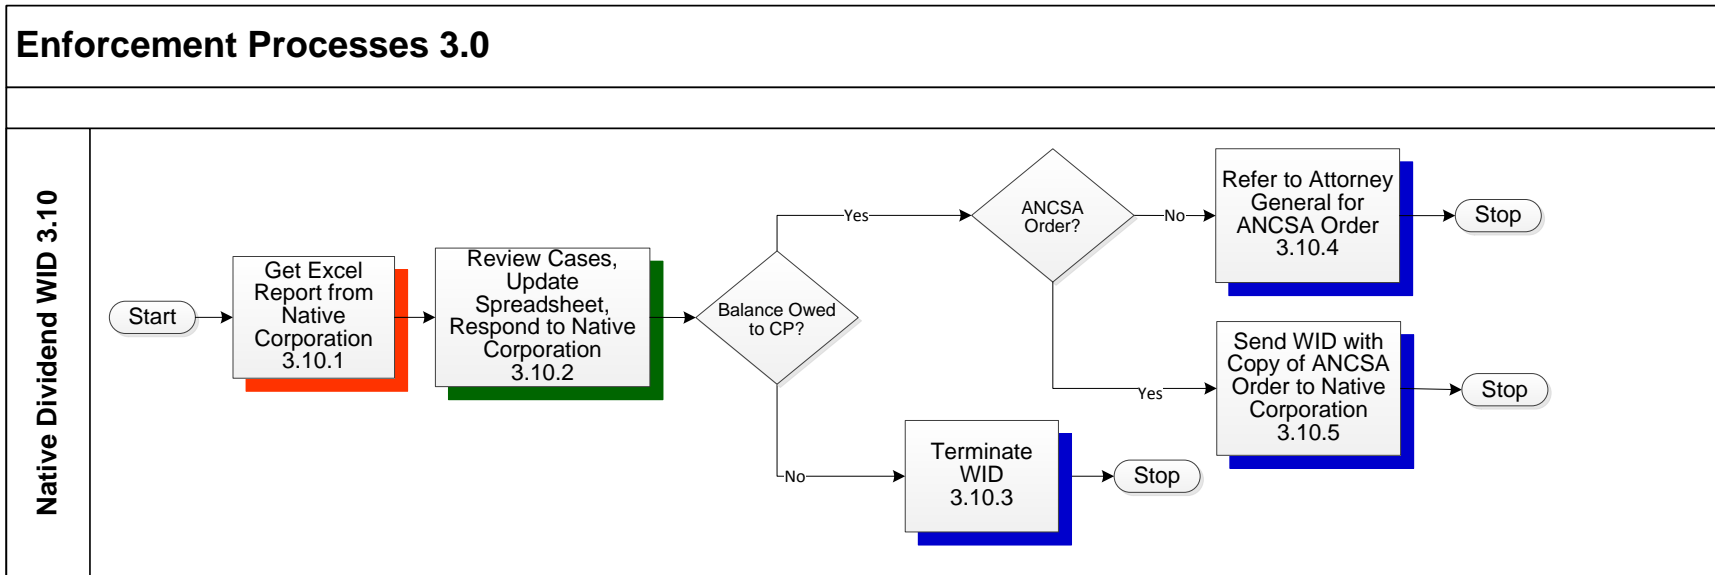 Enforcement Processes 3.0
Native Dividend WID 3.10
Start
Get Excel
Report from
Native
Corporation
3.10.1
Review Cases,
Update
Spreadsheet,
Respond to Native
Corporation
3.10.2
Balance Owed
to CP?
Yes
ANCSA
Order?
No
Refer to Attorney
General for
ANCSA Order
3.10.4
Stop
Yes
Send WID with
Copy of ANCSA
Order to Native
Corporation
3.10.5
Stop
No
Terminate
WID
3.10.3
Stop